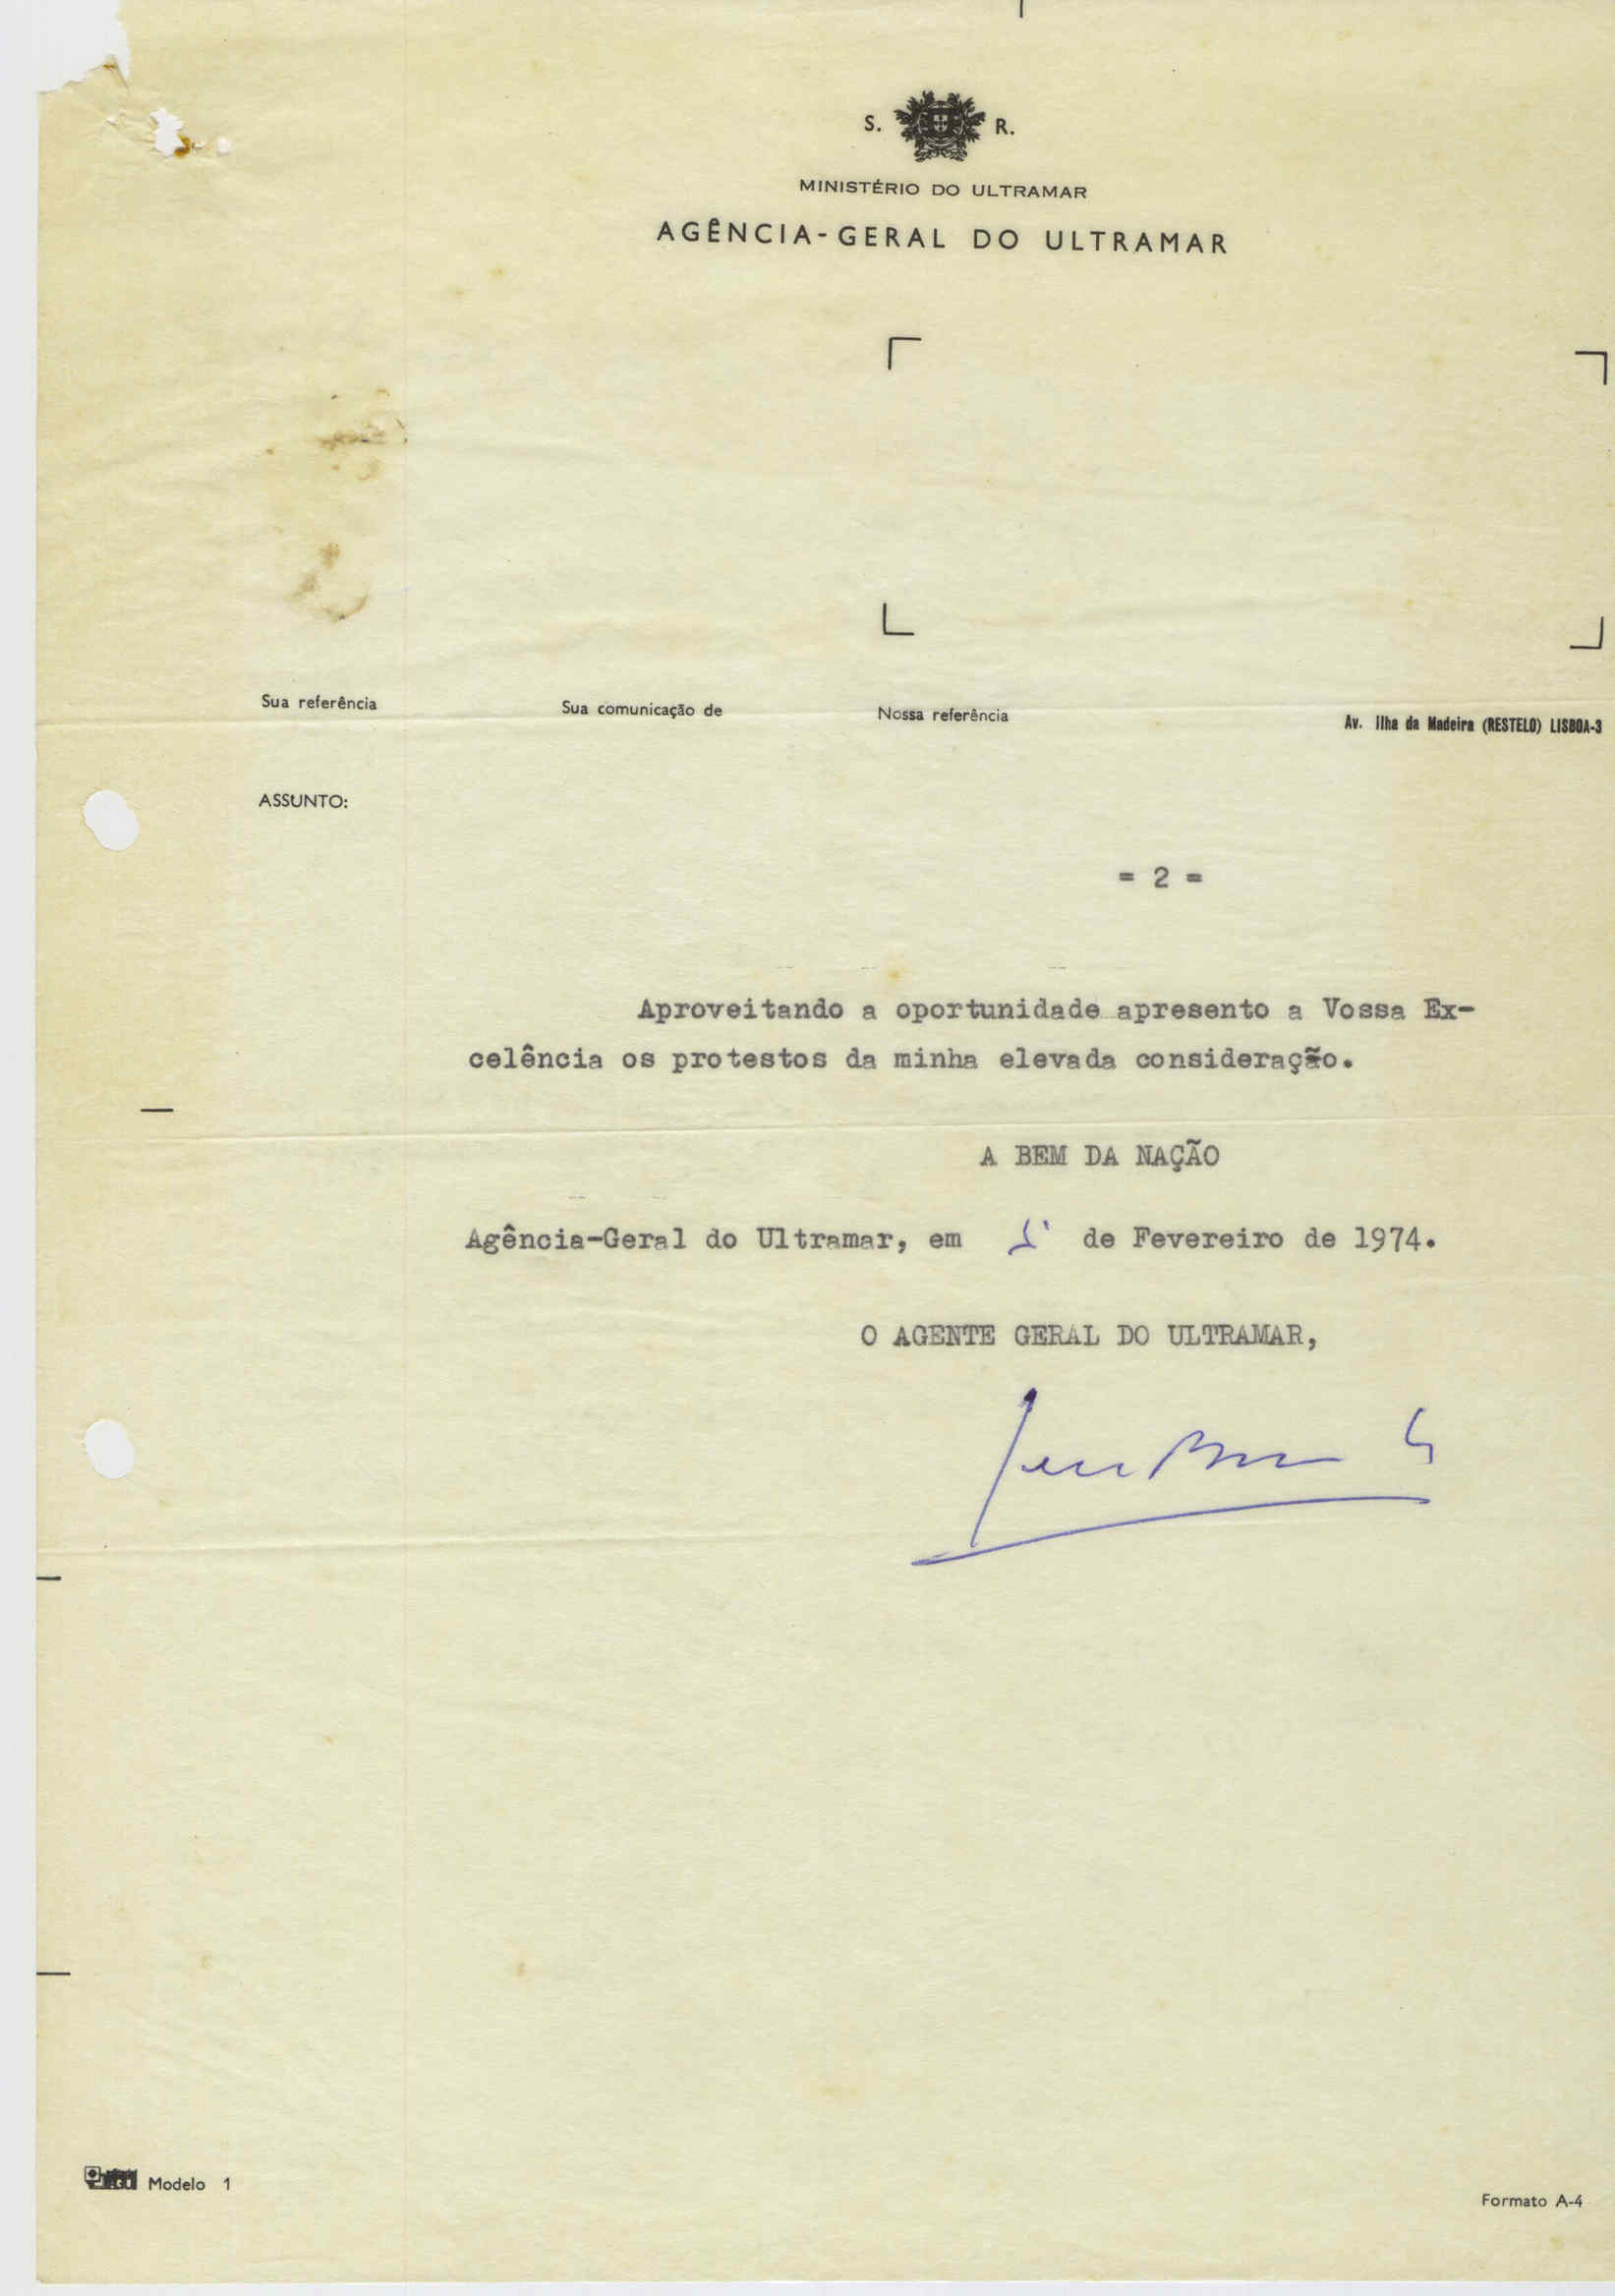 S. R.
MINISTÉRIO DO ULTRAMAR
AGÊNCIA-GERAL DO ULTRAMAR
Sua referência
Sua comunicação de
Nossa referência
Av. Ilha da Madeira (RESTELO) LISBOA-3
ASSUNTO:
= 2 =
Aproveitando a oportunidade apresento a Vossa Ex-
celência os protestos da minha elevada consideração.
A BEM DA NAÇÃO
Agência-Geral do Ultramar, em de Fevereiro de 1974.
O AGENTE GERAL DO ULTRAMAR,
Modelo 1
Formato A-4